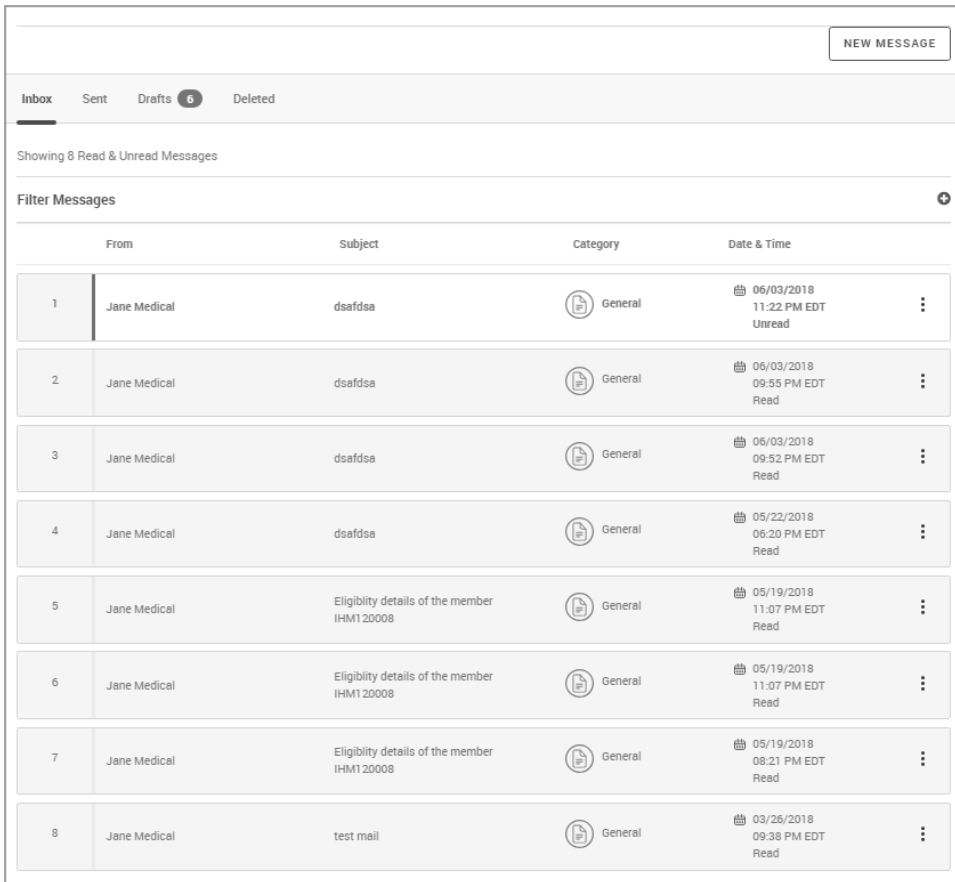 NEW MESSAGE
Inbox Sent Drafts 6 Deleted
Showing 8 Read & Unread Messages
Filter Messages
From Subject Category Date & Time
1 Jane Medical dsafdsa General 06/03/2018
11:22 PM EDT
Unread
2 Jane Medical dsafdsa General 06/03/2018
09:55 PM EDT
Read
3 Jane Medical dsafdsa General 06/03/2018
09:52 PM EDT
Read
4 Jane Medical dsafdsa General 05/22/2018
06:20 PM EDT
Read
5 Jane Medical Eligiblity details of the member General 05/19/2018
IHM120008 11:07 PM EDT
Read
6 Jane Medical Eligiblity details of the member General 05/19/2018
IHM120008 11:07 PM EDT
Read
7 Jane Medical Eligiblity details of the member General 05/19/2018
IHM120008 08:21 PM EDT
Read
8 Jane Medical test mail General 03/26/2018
09:38 PM EDT
Read